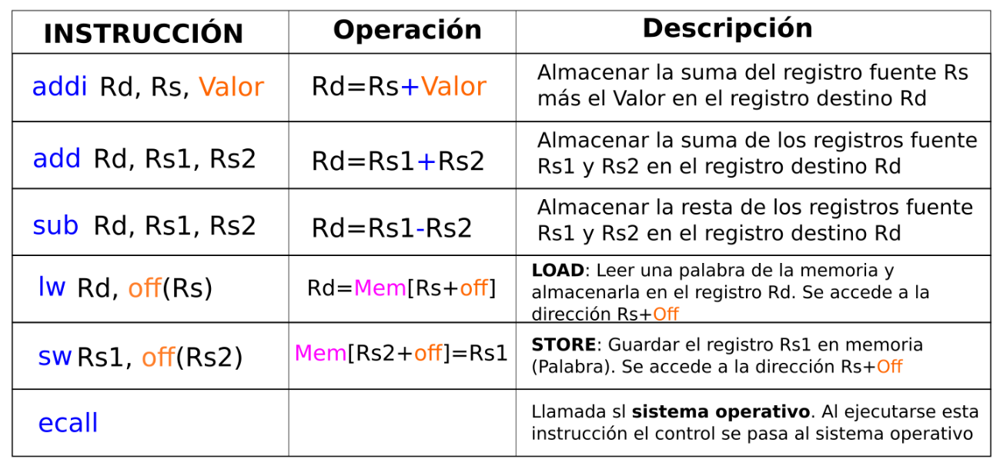 INSTRUCCIÓN Operación Descripción
addi Rd, Rs, Valor Rd=Rs+Valor Almacenar la suma del registro fuente Rs
más el Valor en el registro destino Rd
add Rd, Rs1, Rs2 Rd=Rs1+Rs2 Almacenar la suma de los registros fuente
Rs1 y Rs2 en el registro destino Rd
sub Rd, Rs1, Rs2 Rd=Rs1-Rs2 Almacenar la resta de los registros fuente
Rs1 y Rs2 en el registro destino Rd
lw Rd, off(Rs) Rd=Mem[Rs+off] LOAD: Leer una palabra de la memoria y
almacenarla en el registro Rd. Se accede a la
dirección Rs+Off
sw Rs1, off(Rs2) Mem[Rs2+off]=Rs1 STORE: Guardar el registro Rs1 en memoria
(Palabra). Se accede a la dirección Rs+Off
ecall Llamada sl sistema operativo. Al ejecutarse esta
instrucción el control se pasa al sistema operativo